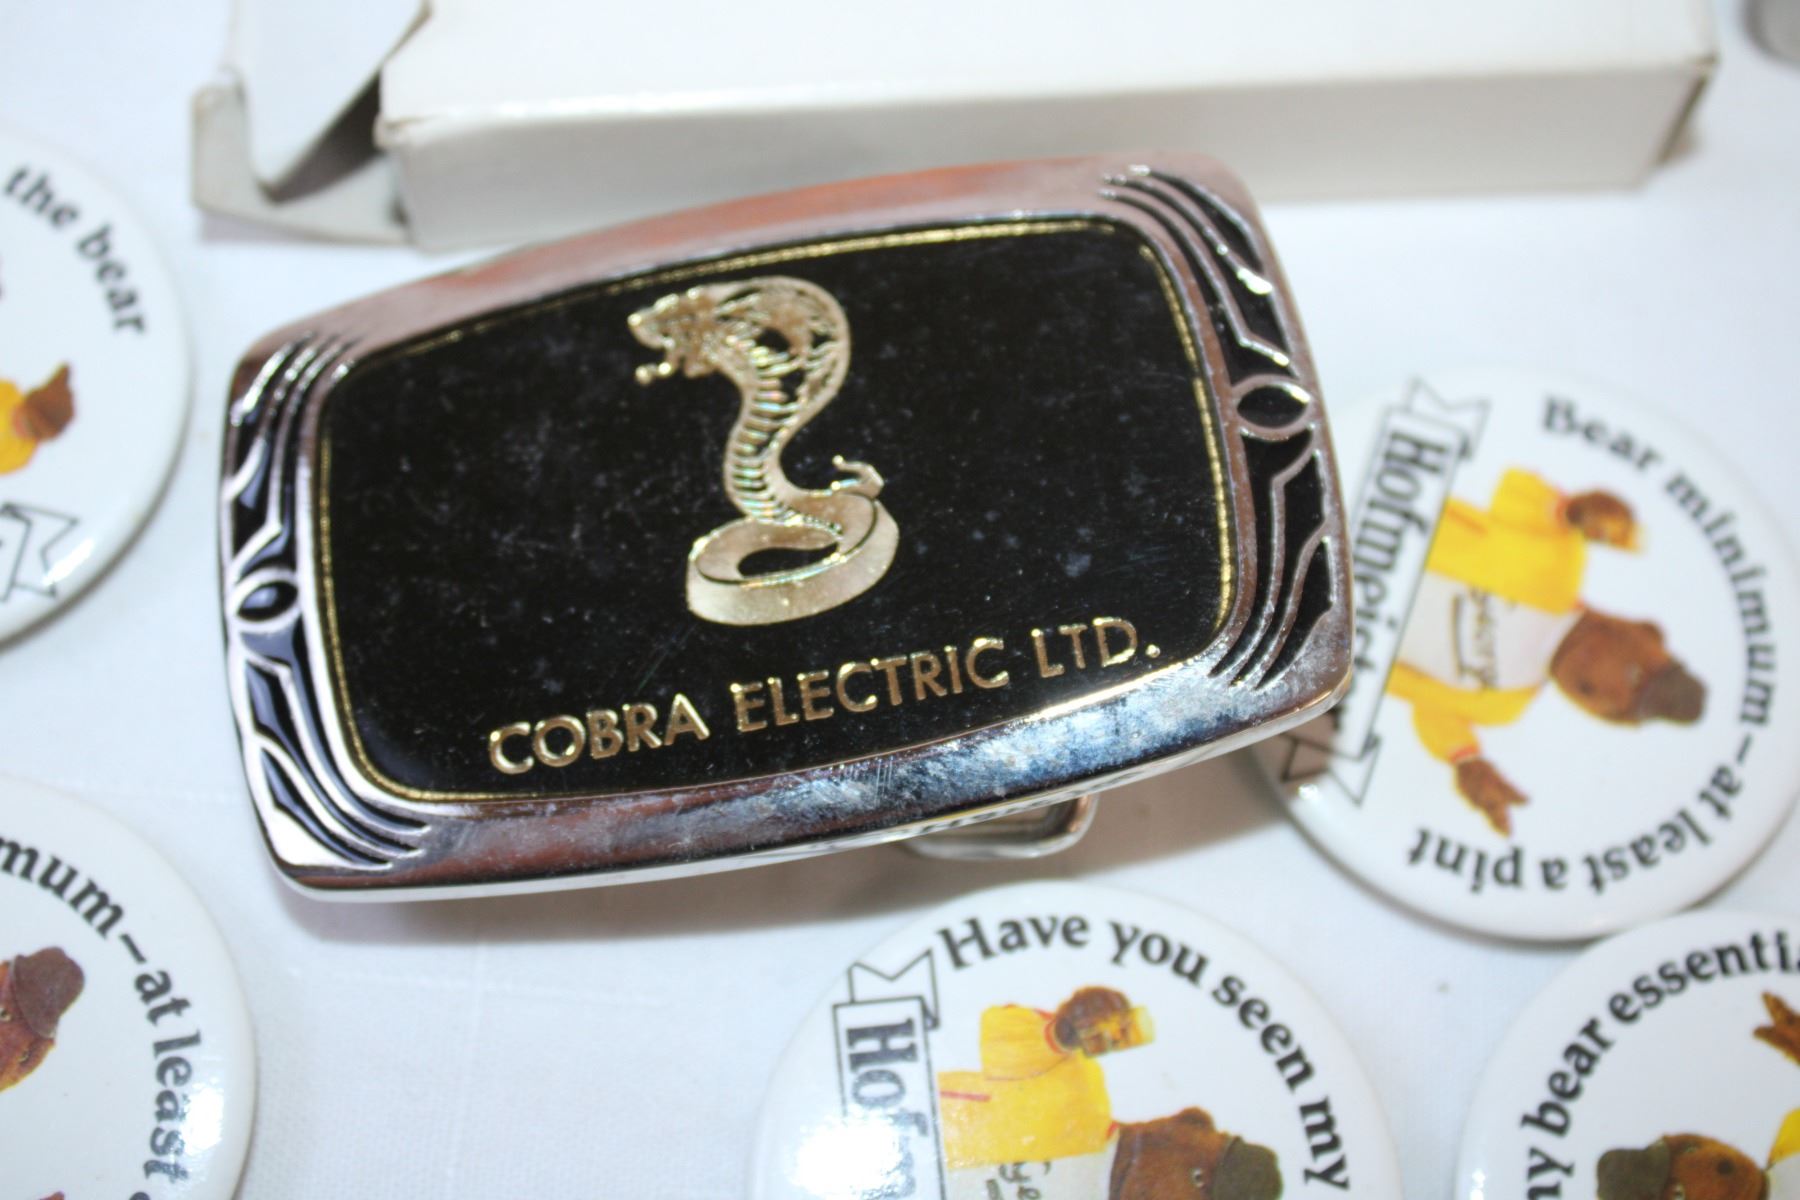 the bear
COBRA ELECTRIC LTD.
Hofmeister
Bear minimum–at least a pint
mum–at least
Have you seen my
Hofm
my bear essenti